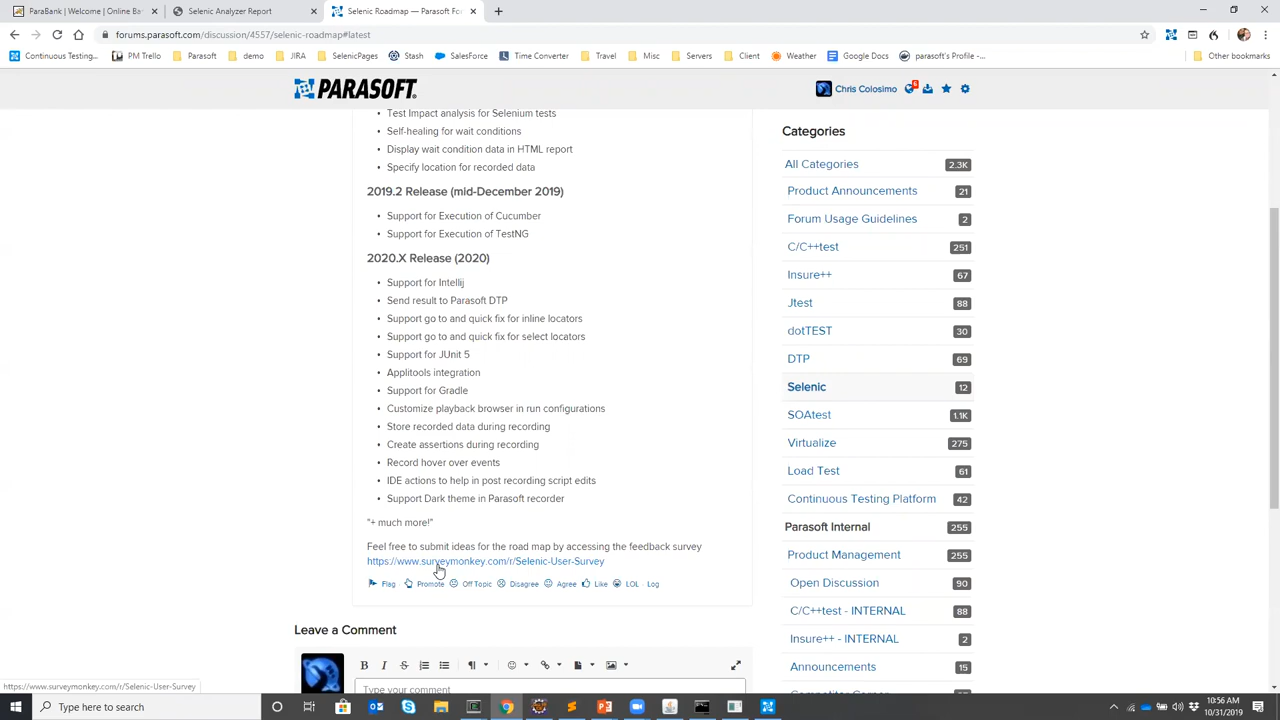 ParaBank | Welcome | Online Ba
Selenic Analyzer Report
Selenic Roadmap — Parasoft Fo
forums.parasoft.com/discussion/4557/selenic-roadmap#latest
Continuous Testing...
PM Trello
Parasoft
demo
JIRA
SelenicPages
Stash
SalesForce
Time Converter
Travel
Misc
Servers
Client
Weather
Google Docs
parasoft's Profile -...
Other bookmarks
PARASOFT.
Chris Colosimo
Test Impact analysis for Selenium tests
Self-healing for wait conditions
Display wait condition data in HTML report
Specify location for recorded data
2019.2 Release (mid-December 2019)
Support for Execution of Cucumber
Support for Execution of TestNG
2020.X Release (2020)
Support for Intellij
Send result to Parasoft DTP
Support go to and quick fix for inline locators
Support go to and quick fix for select locators
Support for JUnit 5
Applitools integration
Support for Gradle
Customize playback browser in run configurations
Store recorded data during recording
Create assertions during recording
Record hover over events
IDE actions to help in post recording script edits
Support Dark theme in Parasoft recorder
"+ much more!"
Feel free to submit ideas for the road map by accessing the feedback survey
https://www.surveymonkey.com/r/Selenic-User-Survey
Flag Promote Off Topic Disagree Agree Like LOL · Log
Leave a Comment
B I
Type your comment
Categories
All Categories 2.3K
Product Announcements 21
Forum Usage Guidelines 2
C/C++test 251
Insure++ 67
Jtest 88
dotTEST 30
DTP 69
Selenic 12
SOAtest 1.1K
Virtualize 275
Load Test 61
Continuous Testing Platform 42
Parasoft Internal 255
Product Management 255
Open Discussion 90
C/C++test - INTERNAL 88
Insure++ - INTERNAL 2
Announcements 15
https://www.surveymonkey.com/r/Selenic-User-Survey
Type here to search
10:56 AM
10/31/2019